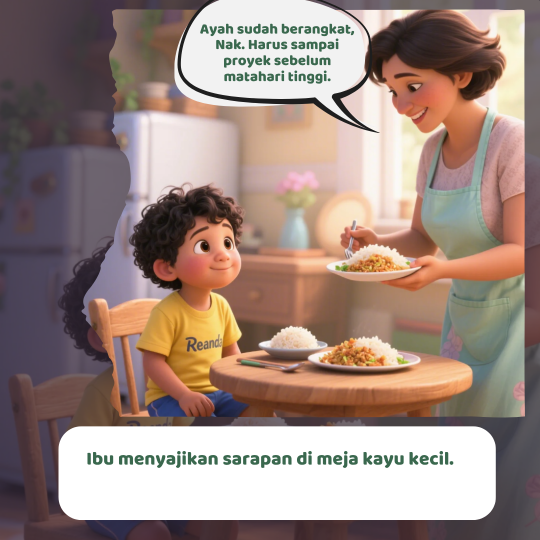 Ayah sudah berangkat,
Nak. Harus sampai
proyek sebelum
matahari tinggi.
Reanda
Ibu menyajikan sarapan di meja kayu kecil.